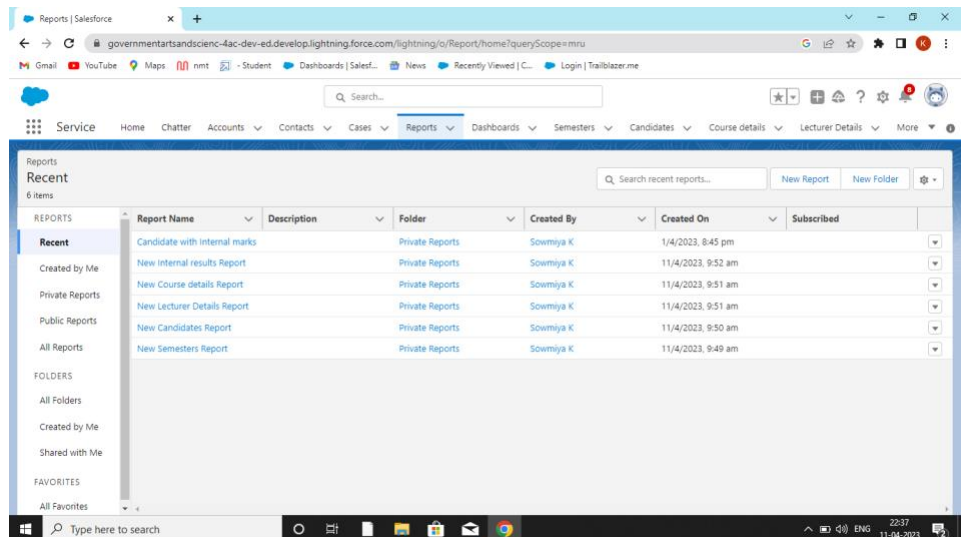 Reports | Salesforce
governmentartsandscienc-4ac-dev-ed.develop.lightning.force.com/lightning/o/Report/home?queryScope=mru
Gmail YouTube Maps nmt - Student Dashboards | Salesf... News Recently Viewed | C... Login | Trailblazer.me
Search...
8
Service Home Chatter Accounts Contacts Cases Reports Dashboards Semesters Candidates Course details Lecturer Details More
Reports
Recent
6 items
Search recent reports...
New Report New Folder
REPORTS Report Name Description Folder Created By Created On Subscribed
Recent Candidate with Internal marks Private Reports Sowmiya K 1/4/2023, 8:45 pm
Created by Me New Internal results Report Private Reports Sowmiya K 11/4/2023, 9:52 am
Private Reports New Course details Report Private Reports Sowmiya K 11/4/2023, 9:51 am
New Lecturer Details Report Private Reports Sowmiya K 11/4/2023, 9:51 am
Public Reports New Candidates Report Private Reports Sowmiya K 11/4/2023, 9:50 am
All Reports New Semesters Report Private Reports Sowmiya K 11/4/2023, 9:49 am
FOLDERS
All Folders
Created by Me
Shared with Me
FAVORITES
All Favorites
Type here to search
ENG
22:37
11-04-2023
2